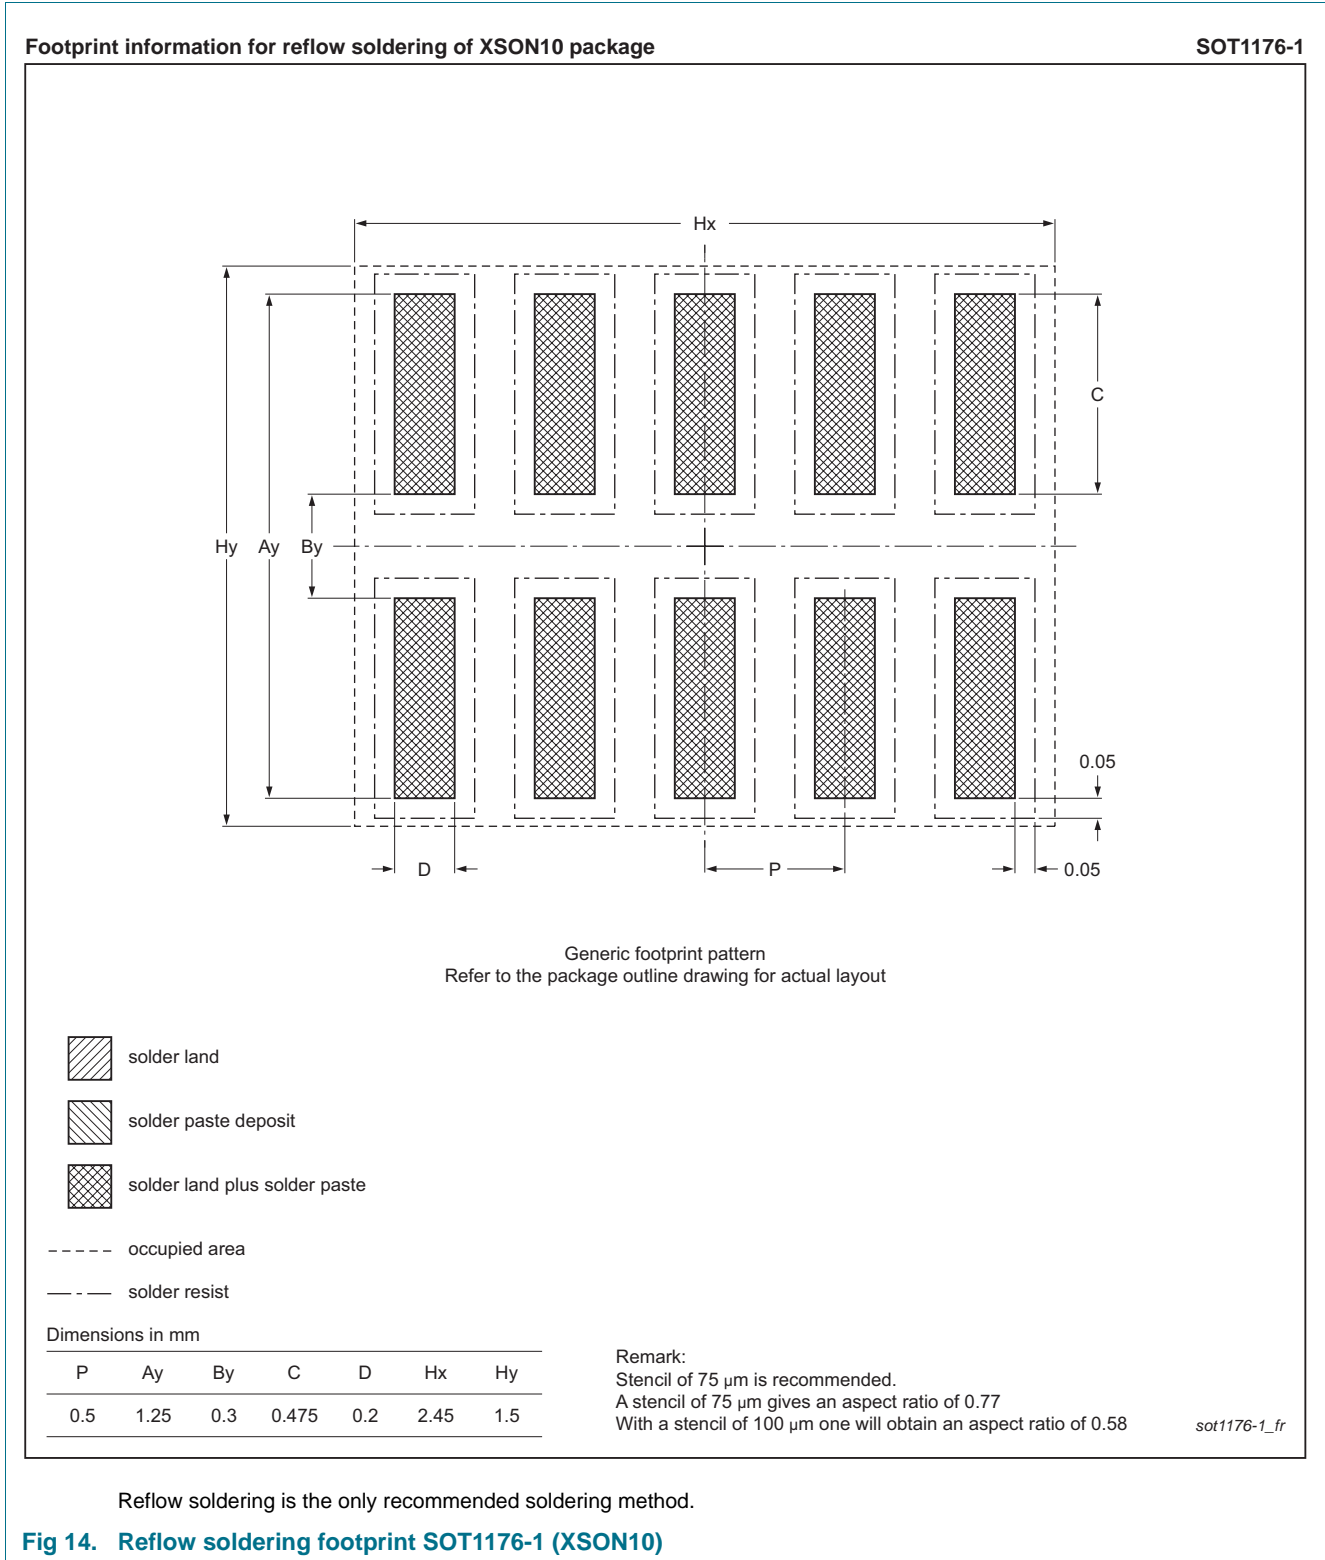 Footprint information for reflow soldering of XSON10 package SOT1176-1
Hx
C
Hy Ay By
0.05
D P 0.05
Generic footprint pattern
Refer to the package outline drawing for actual layout
solder land
solder paste deposit
solder land plus solder paste
occupied area
solder resist
Dimensions in mm
P Ay By C D Hx Hy
0.5 1.25 0.3 0.475 0.2 2.45 1.5
Remark:
Stencil of 75 μm is recommended.
A stencil of 75 μm gives an aspect ratio of 0.77
With a stencil of 100 μm one will obtain an aspect ratio of 0.58
sot1176-1_fr
Reflow soldering is the only recommended soldering method.
Fig 14. Reflow soldering footprint SOT1176-1 (XSON10)